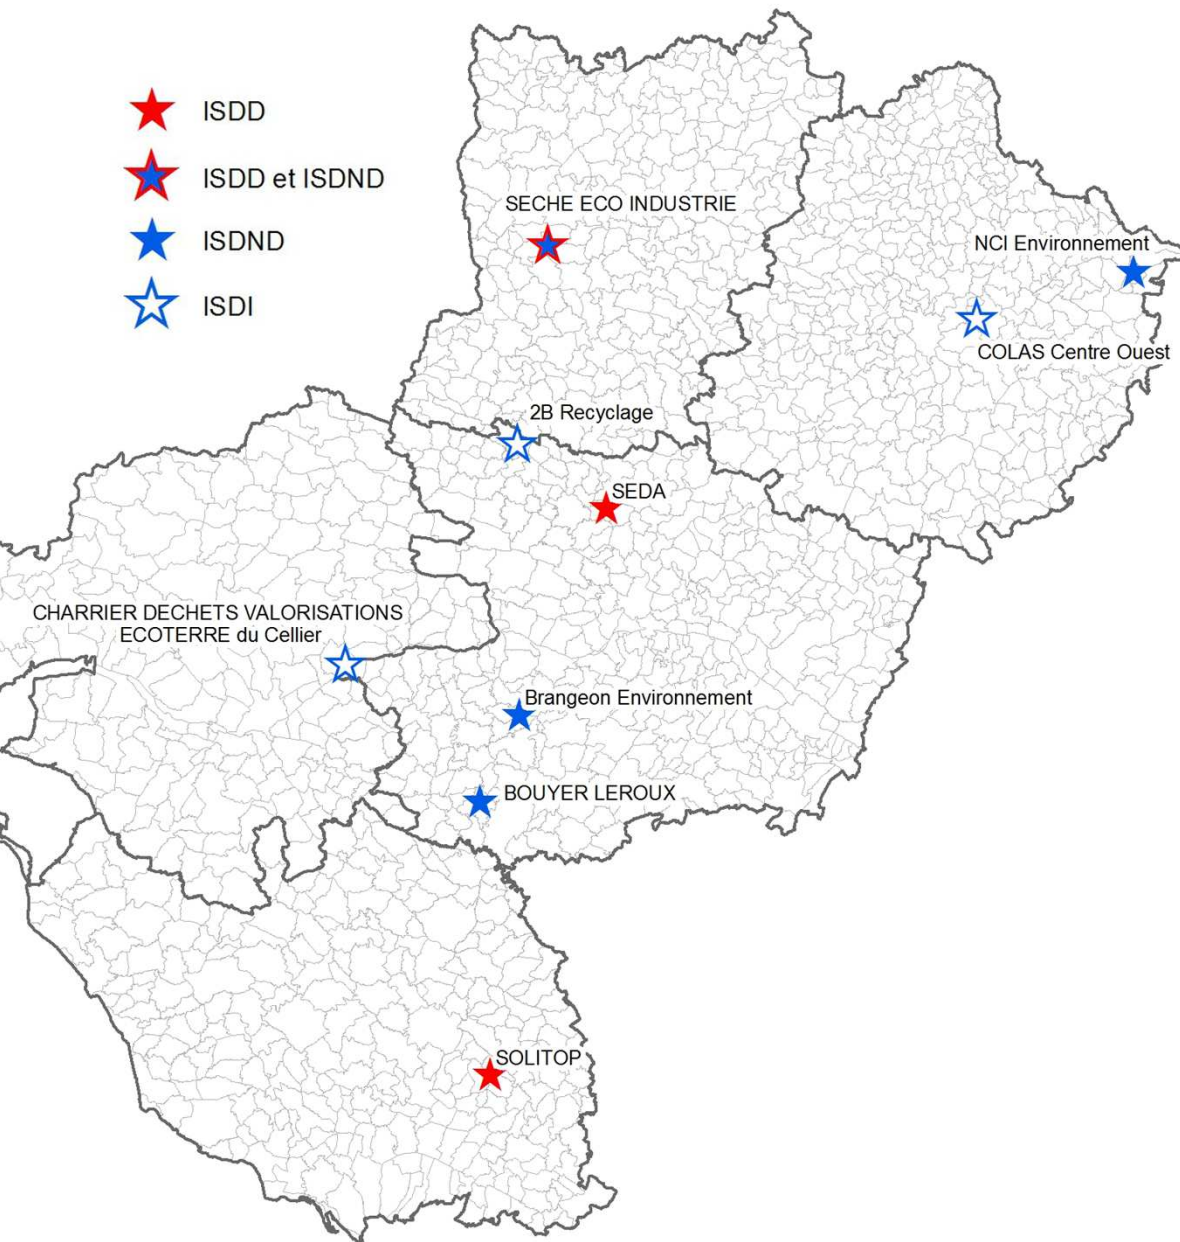 ISDD
ISDD et ISDND
ISDND
ISDI
SECHE ECO INDUSTRIE
NCI Environnement
COLAS Centre Ouest
2B Recyclage
SEDA
CHARRIER DECHETS VALORISATIONS
ECOTERRE du Cellier
Brangeon Environnement
BOUYER LEROUX
SOLITOP